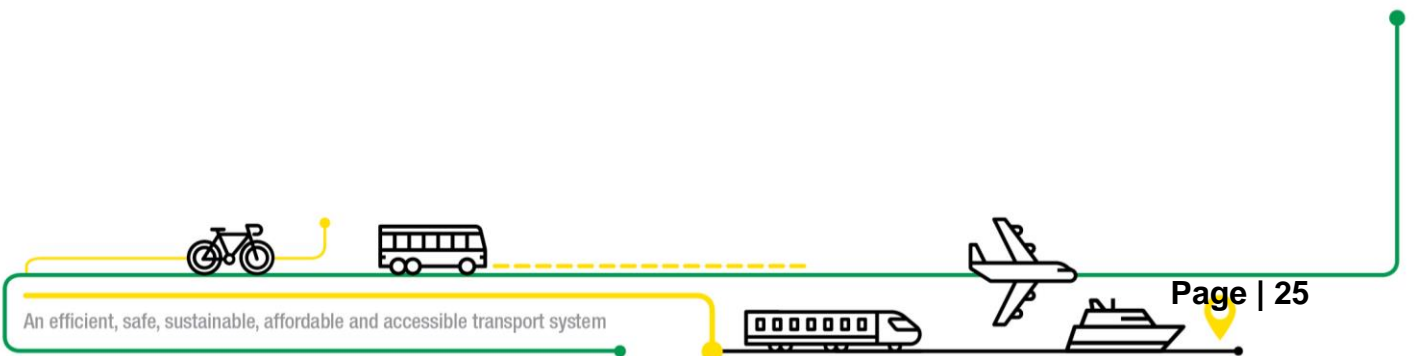 Page | 25
An efficient, safe, sustainable, affordable and accessible transport system